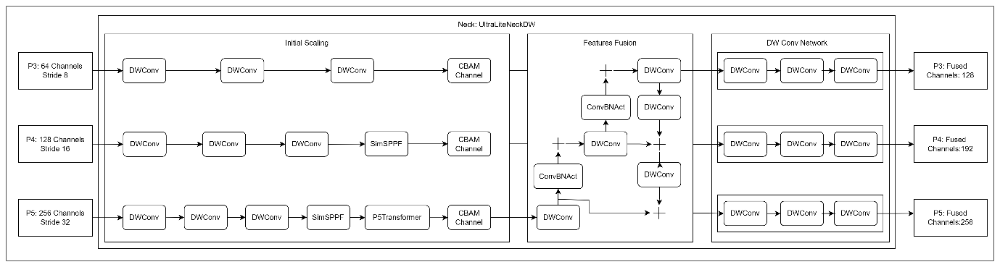 Neck: UltraLiteNeckDW
Initial Scaling
Features Fusion
DW Conv Network
P3: 64 Channels
Stride 8
DWConv
DWConv
DWConv
CBAM
Channel
DWConv
DWConv
DWConv
DWConv
P3: Fused
Channels: 128
ConvBNAct
DWConv
P4: 128 Channels
Stride 16
DWConv
DWConv
DWConv
SimSPPF
CBAM
Channel
DWConv
DWConv
DWConv
DWConv
P4: Fused
Channels:192
ConvBNAct
DWConv
P5: 256 Channels
Stride 32
DWConv
DWConv
DWConv
SimSPPF
P5Transformer
CBAM
Channel
DWConv
DWConv
DWConv
DWConv
P5: Fused
Channels:256